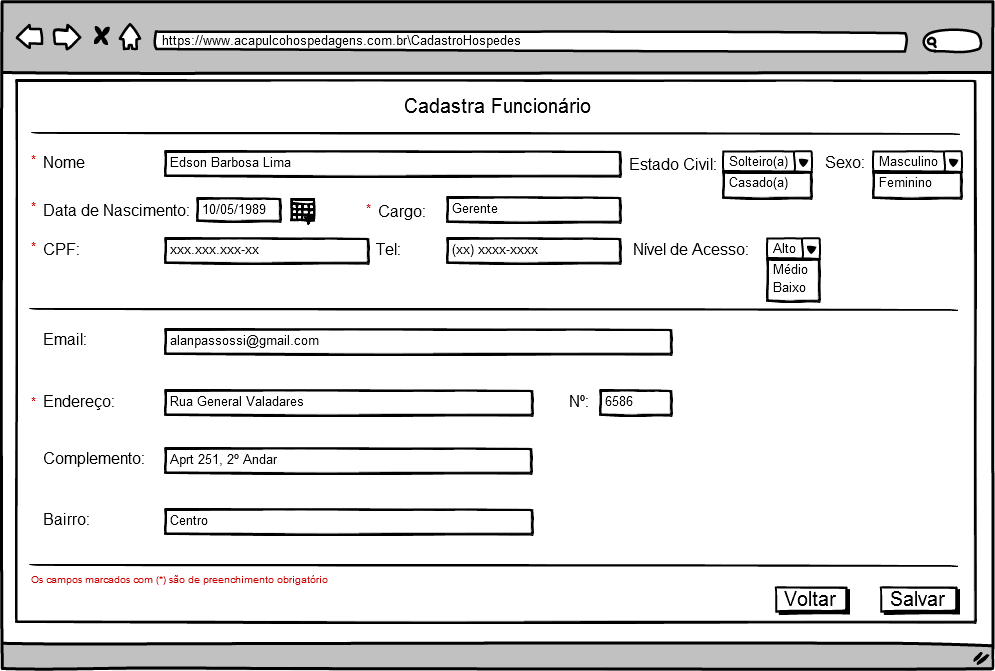 https://www.acapulcohospedagens.com.br\CadastroHospedes
Cadastra Funcionário
* Nome Edson Barbosa Lima Estado Civil: Solteiro(a) Sexo: Masculino
Casado(a) Feminino
* Data de Nascimento: 10/05/1989 * Cargo: Gerente
* CPF: xxx.xxx.xxx-xx Tel: (xx) xxxx-xxxx Nível de Acesso: Alto
Médio
Baixo
Email: alanpassossi@gmail.com
* Endereço: Rua General Valadares Nº: 6586
Complemento: Aprt 251, 2º Andar
Bairro: Centro
Os campos marcados com (*) são de preenchimento obrigatório
Voltar Salvar